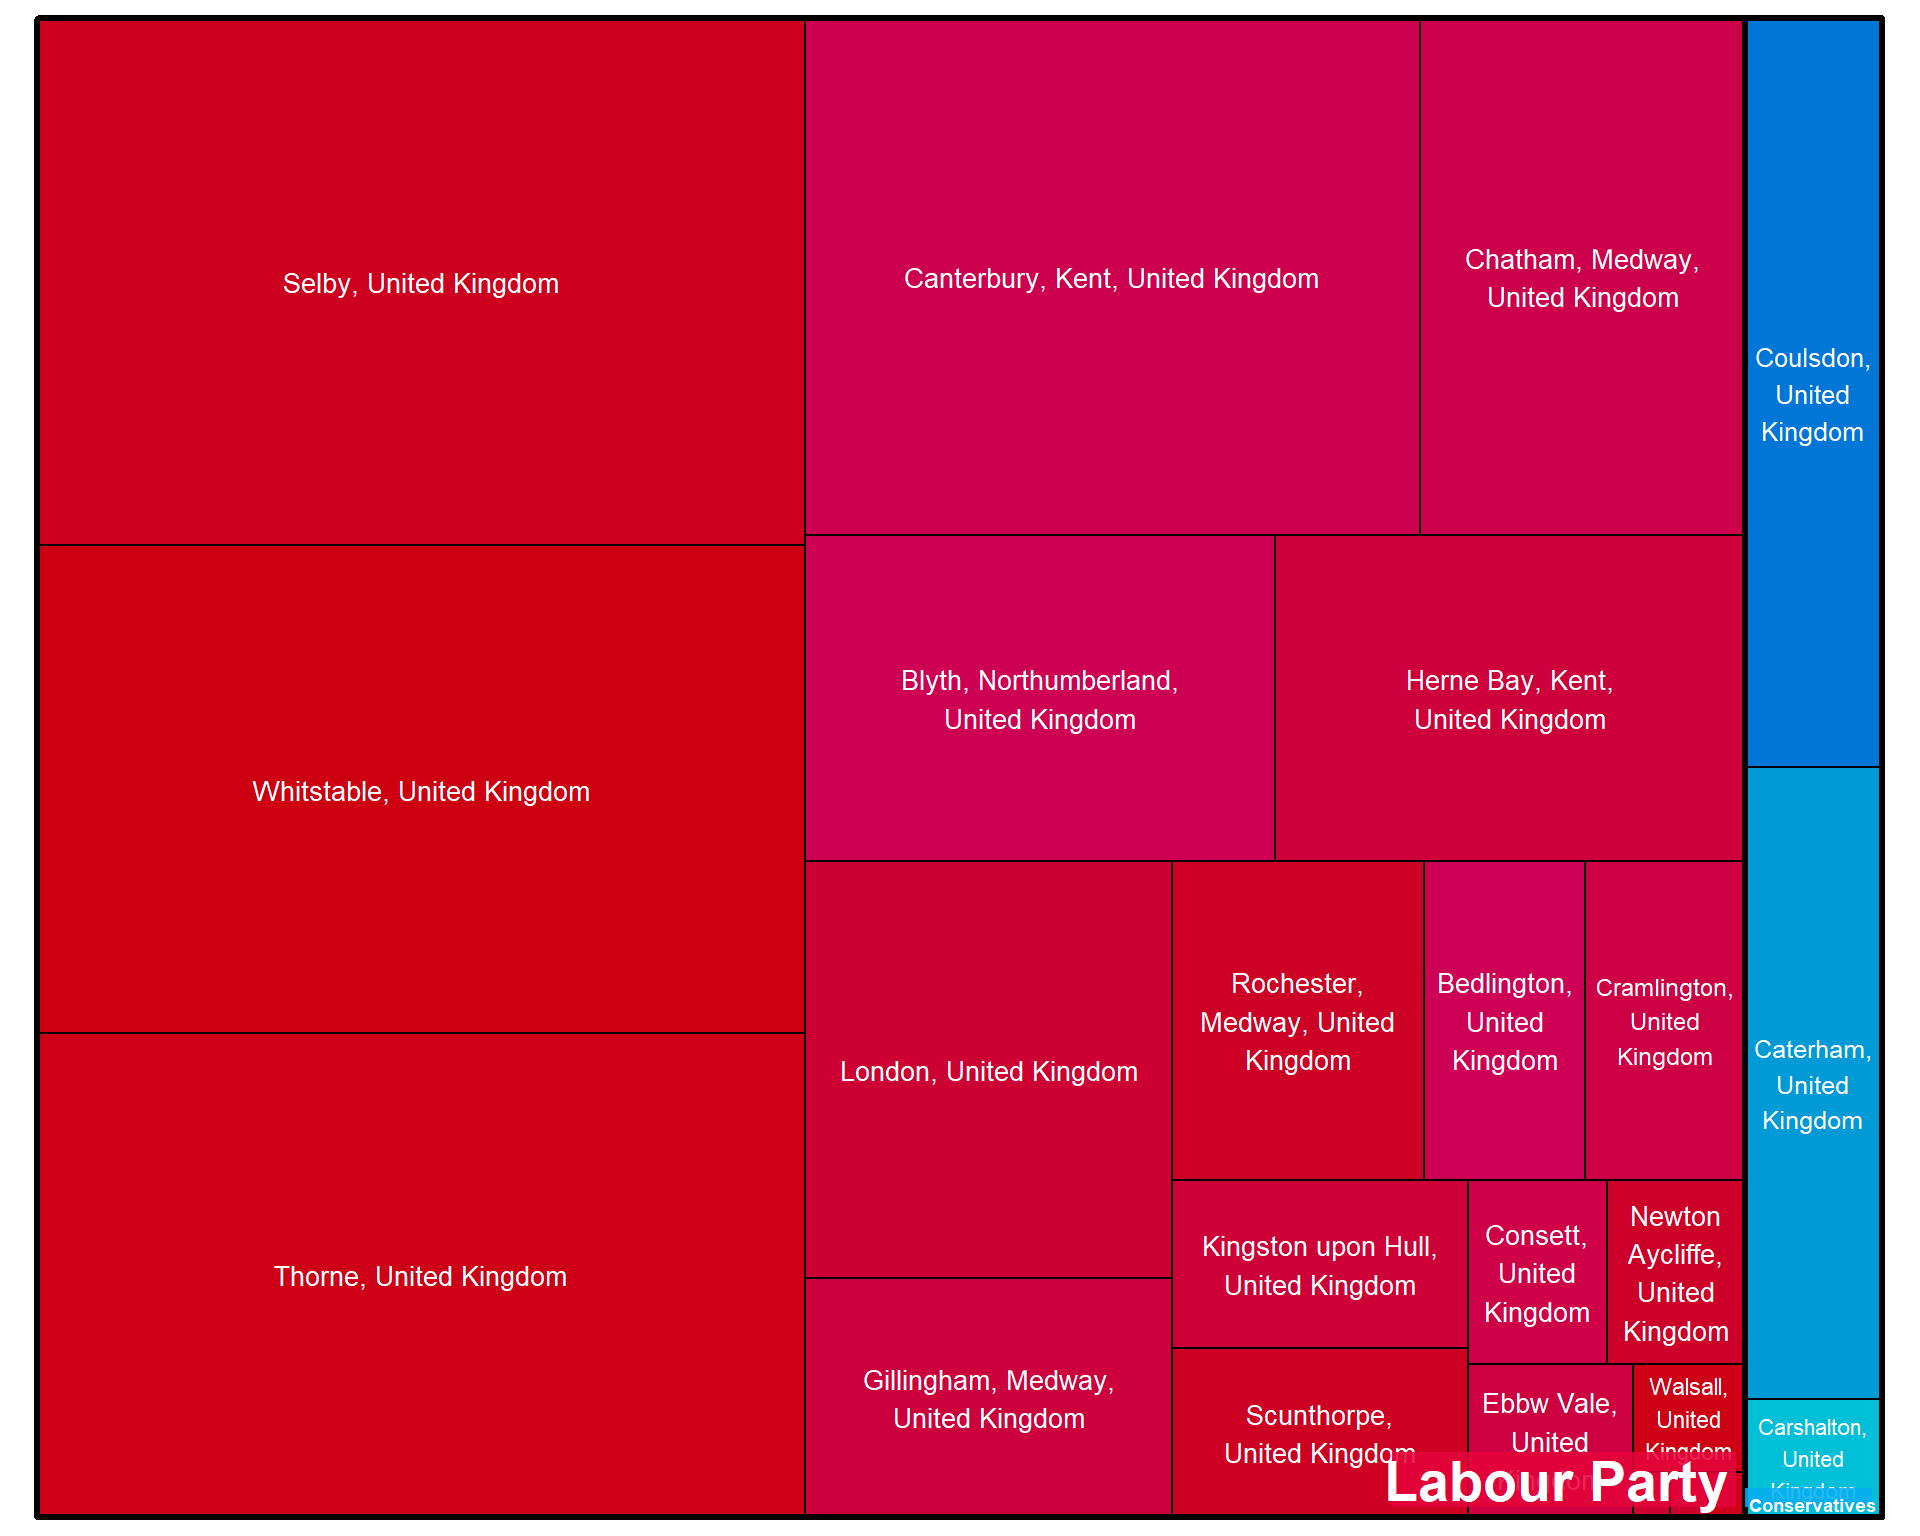 Selby, United Kingdom
Canterbury, Kent, United Kingdom
Chatham, Medway,
United Kingdom
Coulsdon,
United
Kingdom
Whitstable, United Kingdom
Blyth, Northumberland,
United Kingdom
Herne Bay, Kent,
United Kingdom
Thorne, United Kingdom
London, United Kingdom
Rochester,
Medway, United
Kingdom
Bedlington,
United
Kingdom
Cramlington,
United
Kingdom
Caterham,
United
Kingdom
Gillingham, Medway,
United Kingdom
Kingston upon Hull,
United Kingdom
Consett,
United
Kingdom
Newton
Aycliffe,
United
Kingdom
Scunthorpe,
United Kingdom
Ebbw Vale,
United
Kingdom
Walsall,
United
Kingdom
Carshalton,
United
Kingdom
Labour Party
Conservatives